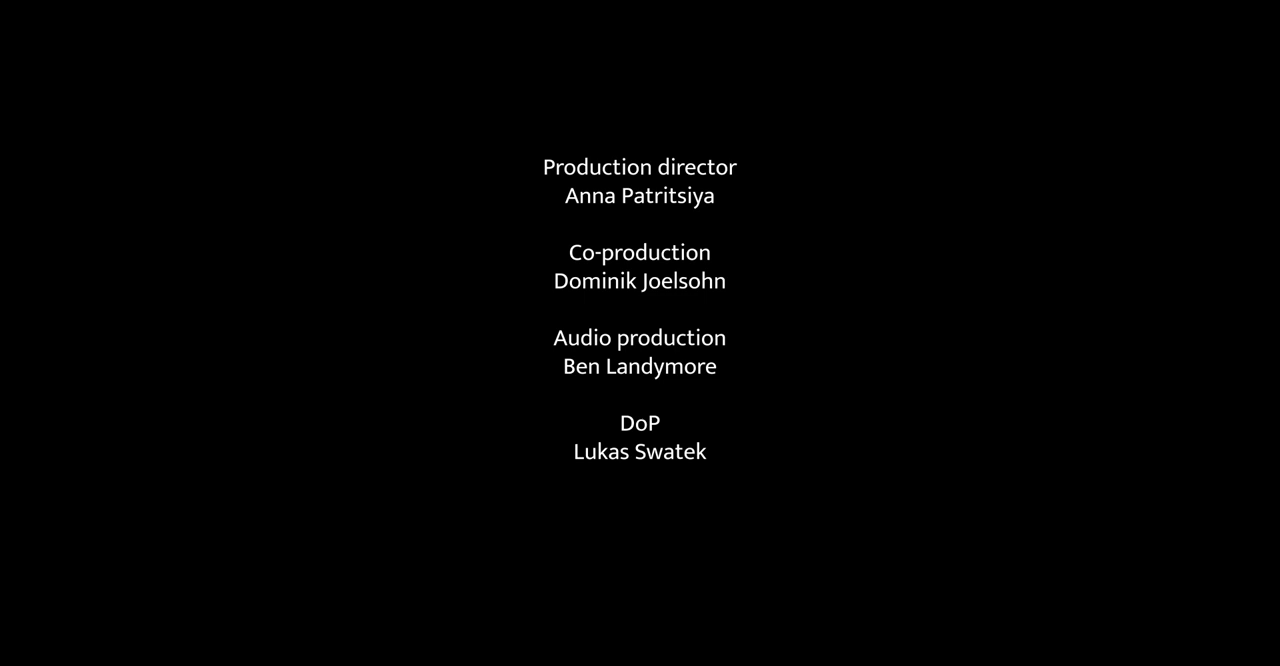 Production director
Anna Patritsiya
Co-production
Dominik Joelsohn
Audio production
Ben Landymore
DoP
Lukas Swatek